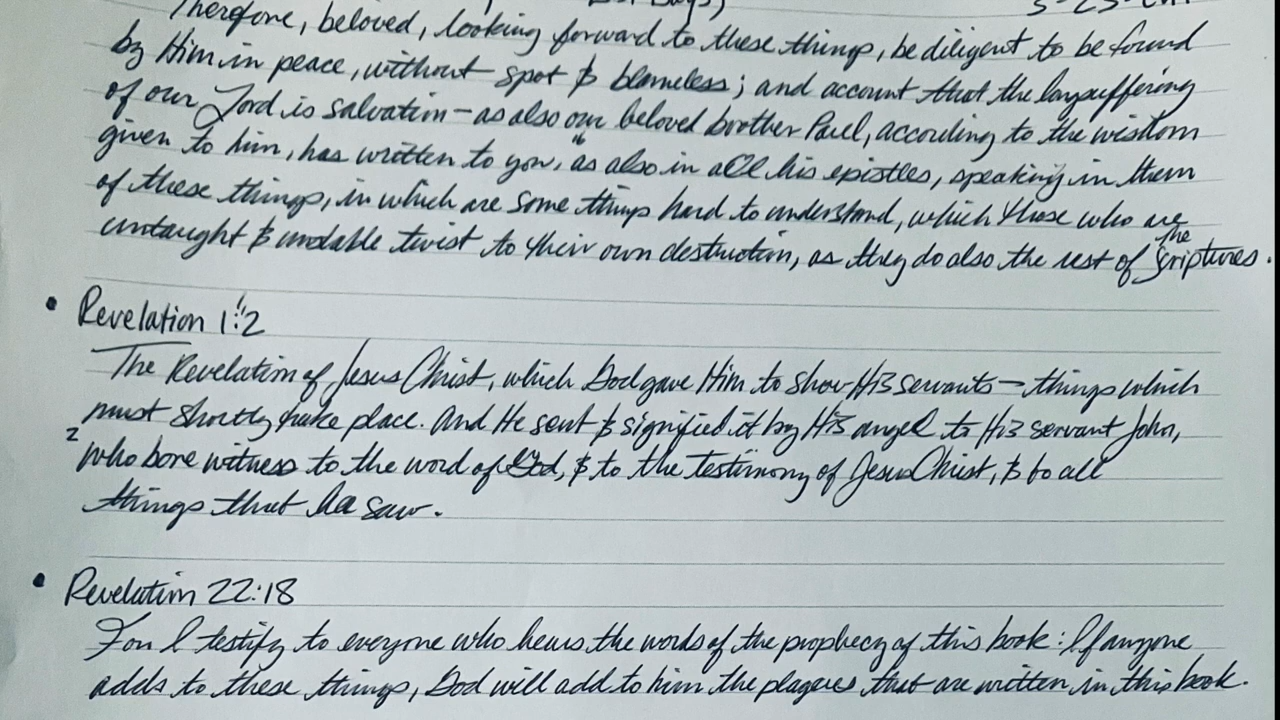 Therefore, beloved, looking forward to these things, be diligent to be found
by Him in peace, without spot & blameless; and account that the longsuffering
of our Lord is salvation – as also our beloved brother Paul, according to the wisdom
given to him, has written to you, as also in all his epistles, speaking in them
of these things, in which are some things hard to understand, which those who are
untaught & unstable twist to their own destruction, as they do also the rest of the Scriptures.
• Revelation 1:1-2
The Revelation of Jesus Christ, which God gave Him to show His servants – things which
must shortly take place. And He sent & signified it by His angel to His servant John,
2 who bore witness to the word of God, & to the testimony of Jesus Christ, & to all
things that he saw.
• Revelation 22:18
For I testify to everyone who hears the words of the prophecy of this book: If anyone
adds to these things, God will add to him the plagues that are written in this book.